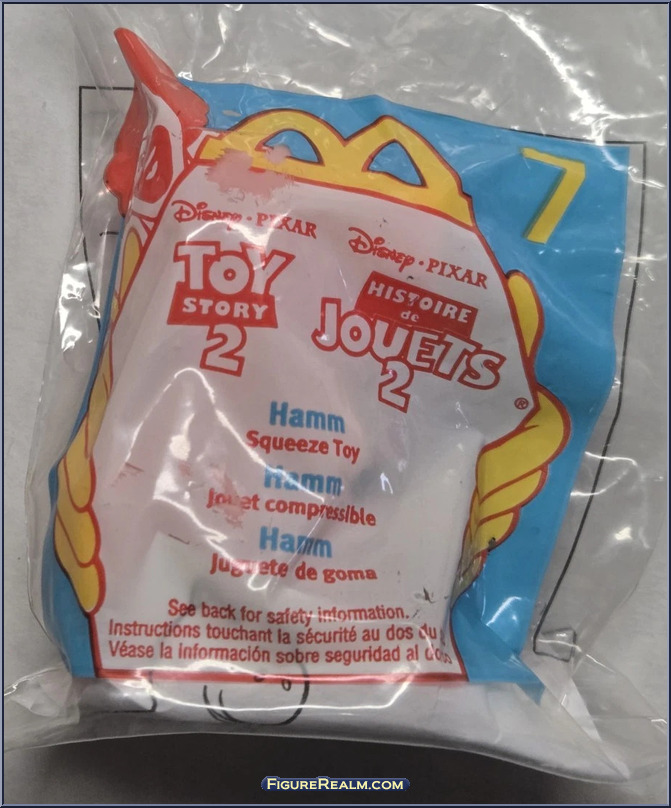 7
Disney · PIXAR
TOY
STORY
2
Disney · PIXAR
HISTOIRE
de
JOUETS
2
®
Hamm
Squeeze Toy
Hamm
Jouet compressible
Hamm
Juguete de goma
See back for safety information.
Instructions touchant la sécurité au dos du
Véase la información sobre seguridad al
FigureRealm.com